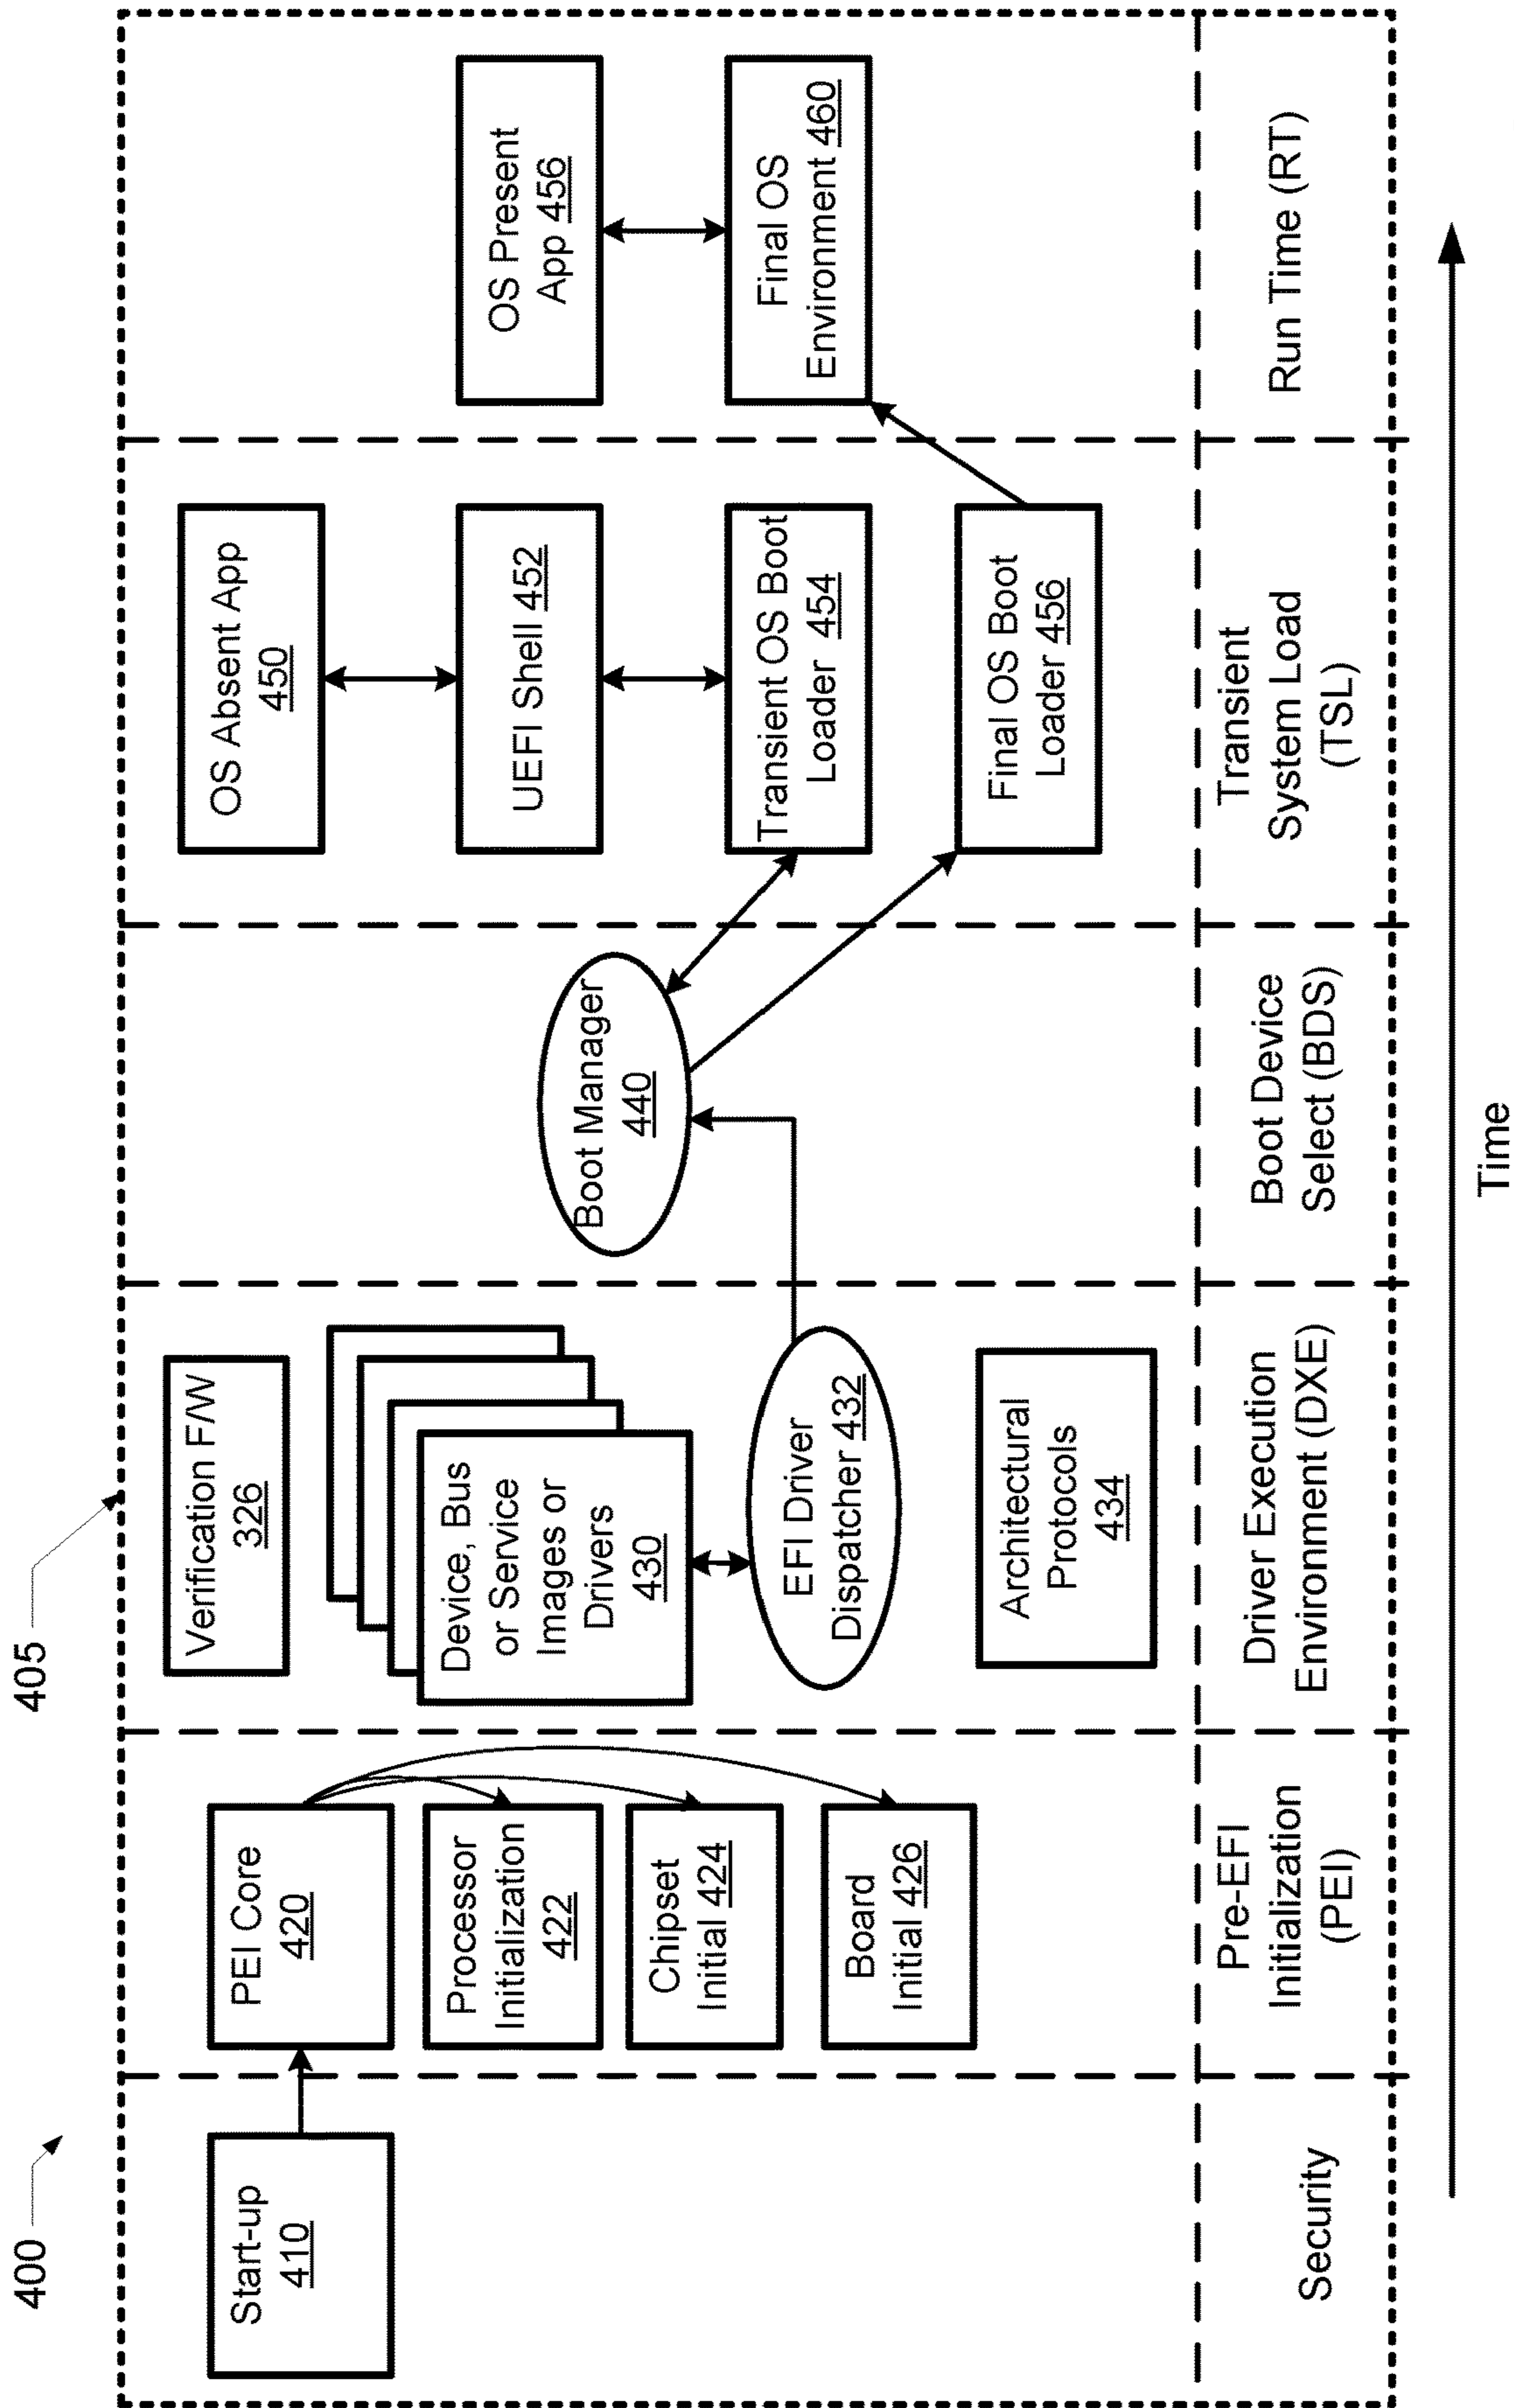 400
405
Start-up
410
PEI Core
420
Processor
Initialization
422
Chipset
Initial 424
Board
Initial 426
Verification F/W
326
Device, Bus
or Service
Images or
Drivers
430
EFI Driver
Dispatcher 432
Architectural
Protocols
434
Boot Manager
440
OS Absent App
450
UEFI Shell 452
Transient OS Boot
Loader 454
Final OS Boot
Loader 456
OS Present
App 456
Final OS
Environment 460
Security
Pre-EFI
Initialization
(PEI)
Driver Execution
Environment (DXE)
Boot Device
Select (BDS)
Transient
System Load
(TSL)
Run Time (RT)
Time